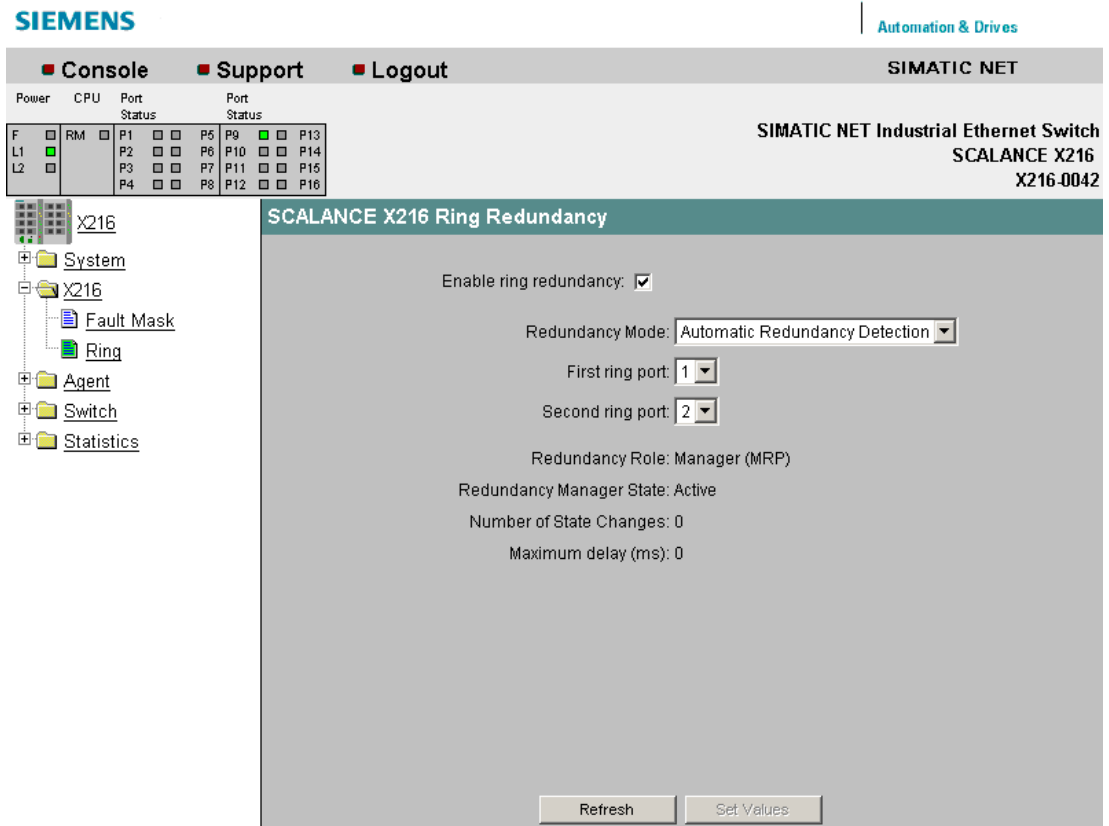 SIEMENS
Automation & Drives
Console Support Logout SIMATIC NET
Power CPU Port Status Port Status
F RM P1 P5 P9 P13
L1 P2 P6 P10 P14
L2 P3 P7 P11 P15
P4 P8 P12 P16
SIMATIC NET Industrial Ethernet Switch
SCALANCE X216
X216-0042
X216
System
X216
Fault Mask
Ring
Agent
Switch
Statistics
SCALANCE X216 Ring Redundancy
Enable ring redundancy:
Redundancy Mode: Automatic Redundancy Detection
First ring port: 1
Second ring port: 2
Redundancy Role: Manager (MRP)
Redundancy Manager State: Active
Number of State Changes: 0
Maximum delay (ms): 0
Refresh Set Values